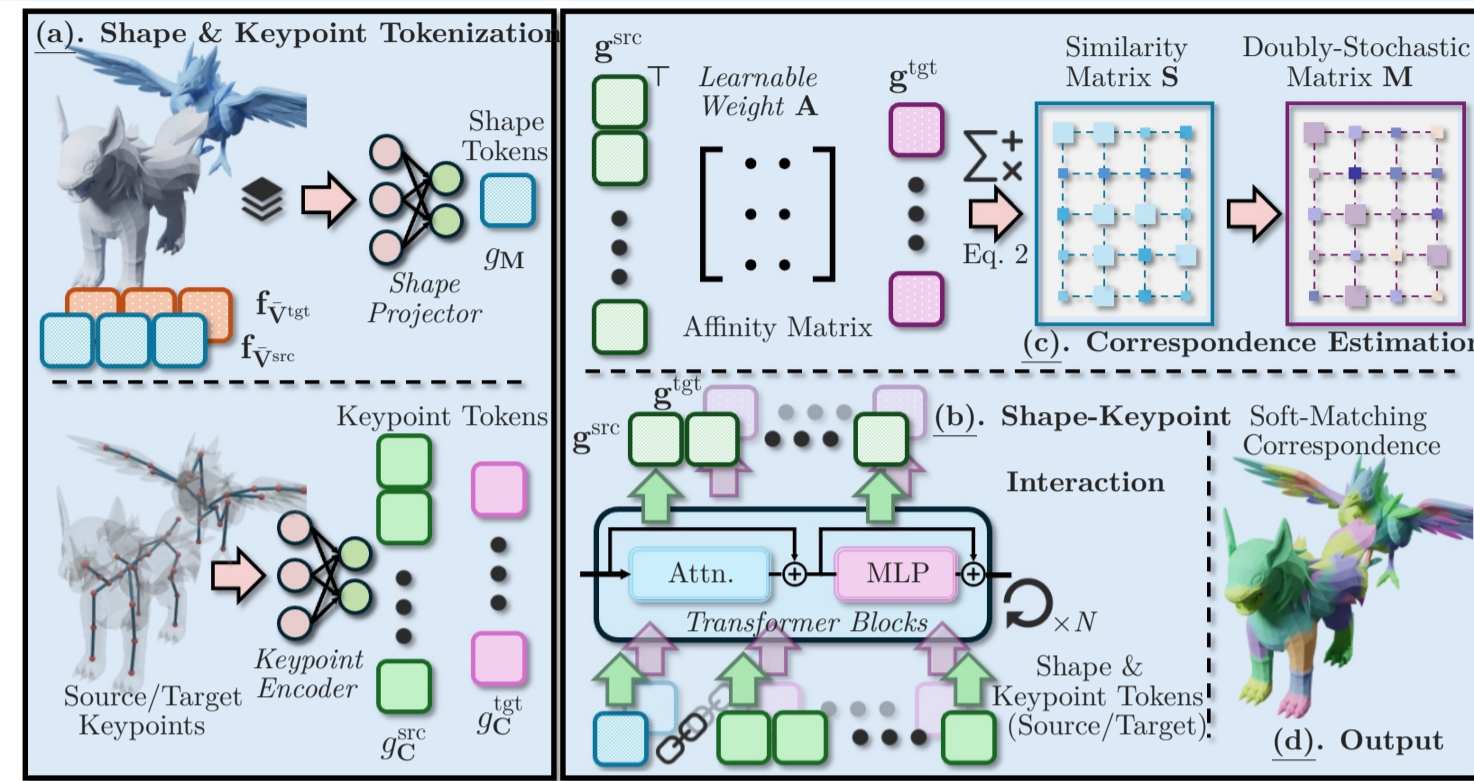 (a). Shape & Keypoint Tokenization
Shape
Tokens
g_M
Shape
Projector
f_V̄^tgt
f_V̄^src
Keypoint Tokens
Keypoint
Encoder
Source/Target
Keypoints
g_C^src
g_C^tgt
g^src
⊤
Learnable
Weight A
Affinity Matrix
g^tgt
∑ + ×
Eq. 2
Similarity
Matrix S
Doubly-Stochastic
Matrix M
(c). Correspondence Estimation
g^tgt
g^src
(b). Shape-Keypoint
Interaction
Attn.
+
MLP
+
Transformer Blocks
×N
Shape &
Keypoint Tokens
(Source/Target)
Soft-Matching
Correspondence
(d). Output